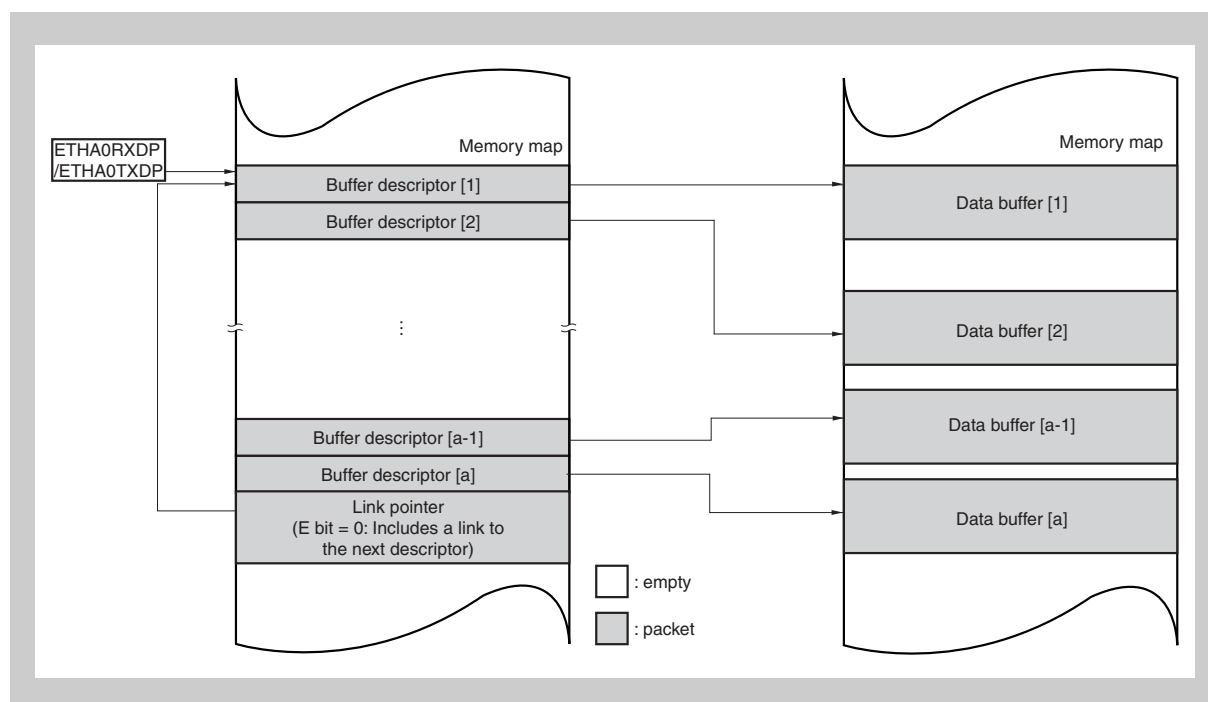 Memory map
Memory map
ETHA0RXDP
/ETHA0TXDP
Buffer descriptor [1]
Buffer descriptor [2]
⋮
Buffer descriptor [a-1]
Buffer descriptor [a]
Link pointer
(E bit = 0: Includes a link to
the next descriptor)
Data buffer [1]
Data buffer [2]
Data buffer [a-1]
Data buffer [a]
: empty
: packet